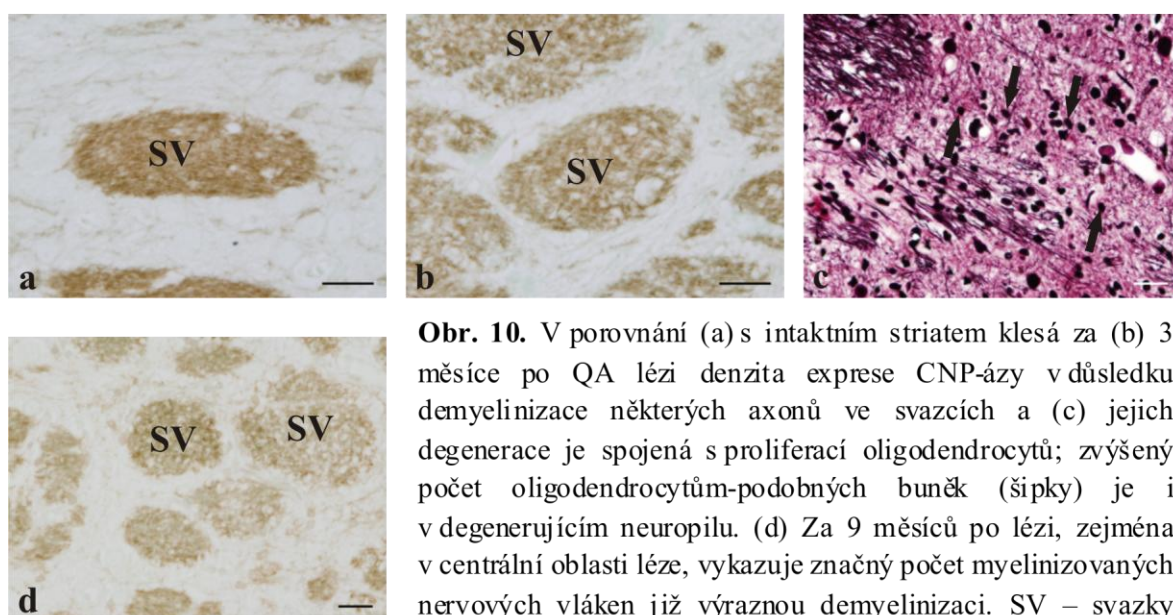 SV
a
SV
SV
b
c
SV
SV
d
Obr. 10. V porovnání (a) s intaktním striatem klesá za (b) 3
měsíce po QA lézi denzita exprese CNP-ázy v důsledku
demyelinizace některých axonů ve svazcích a (c) jejich
degenerace je spojená s proliferací oligodendrocytů; zvýšený
počet oligodendrocytům-podobných buněk (šipky) je i
v degenerujícím neuropilu. (d) Za 9 měsíců po lézi, zejména
v centrální oblasti léze, vykazuje značný počet myelinizovaných
nervových vláken již výraznou demyelinizaci. SV – svazky